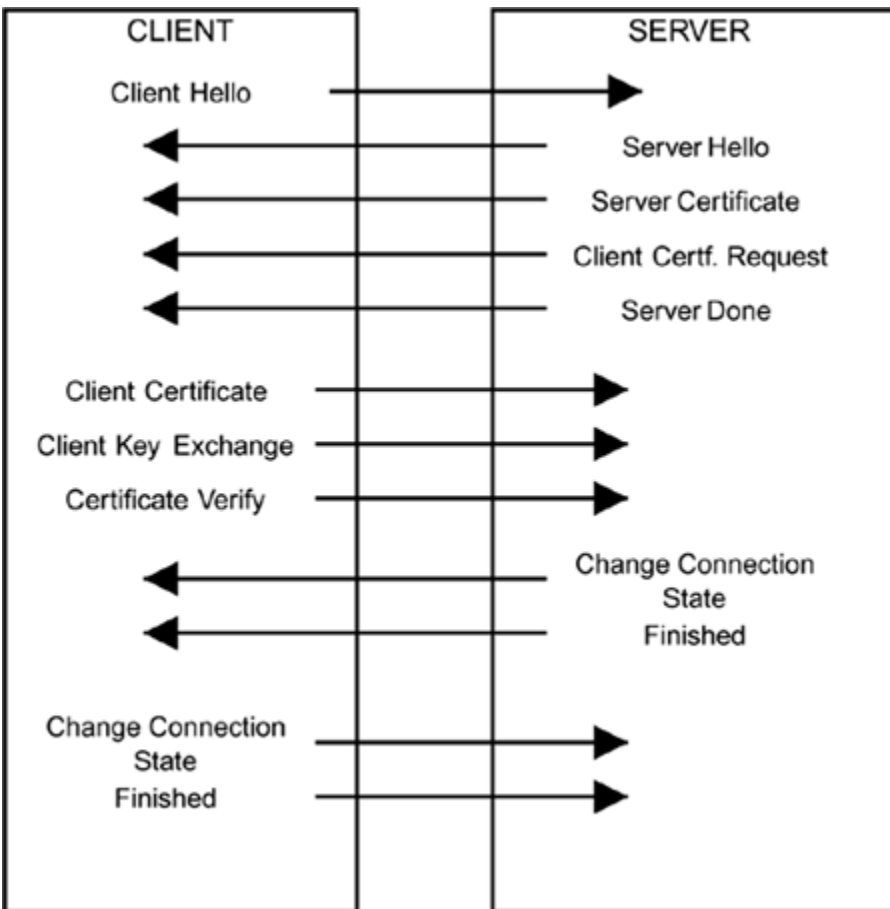 CLIENT
SERVER
Client Hello
Server Hello
Server Certificate
Client Certf. Request
Server Done
Client Certificate
Client Key Exchange
Certificate Verify
Change Connection
State
Finished
Change Connection
State
Finished